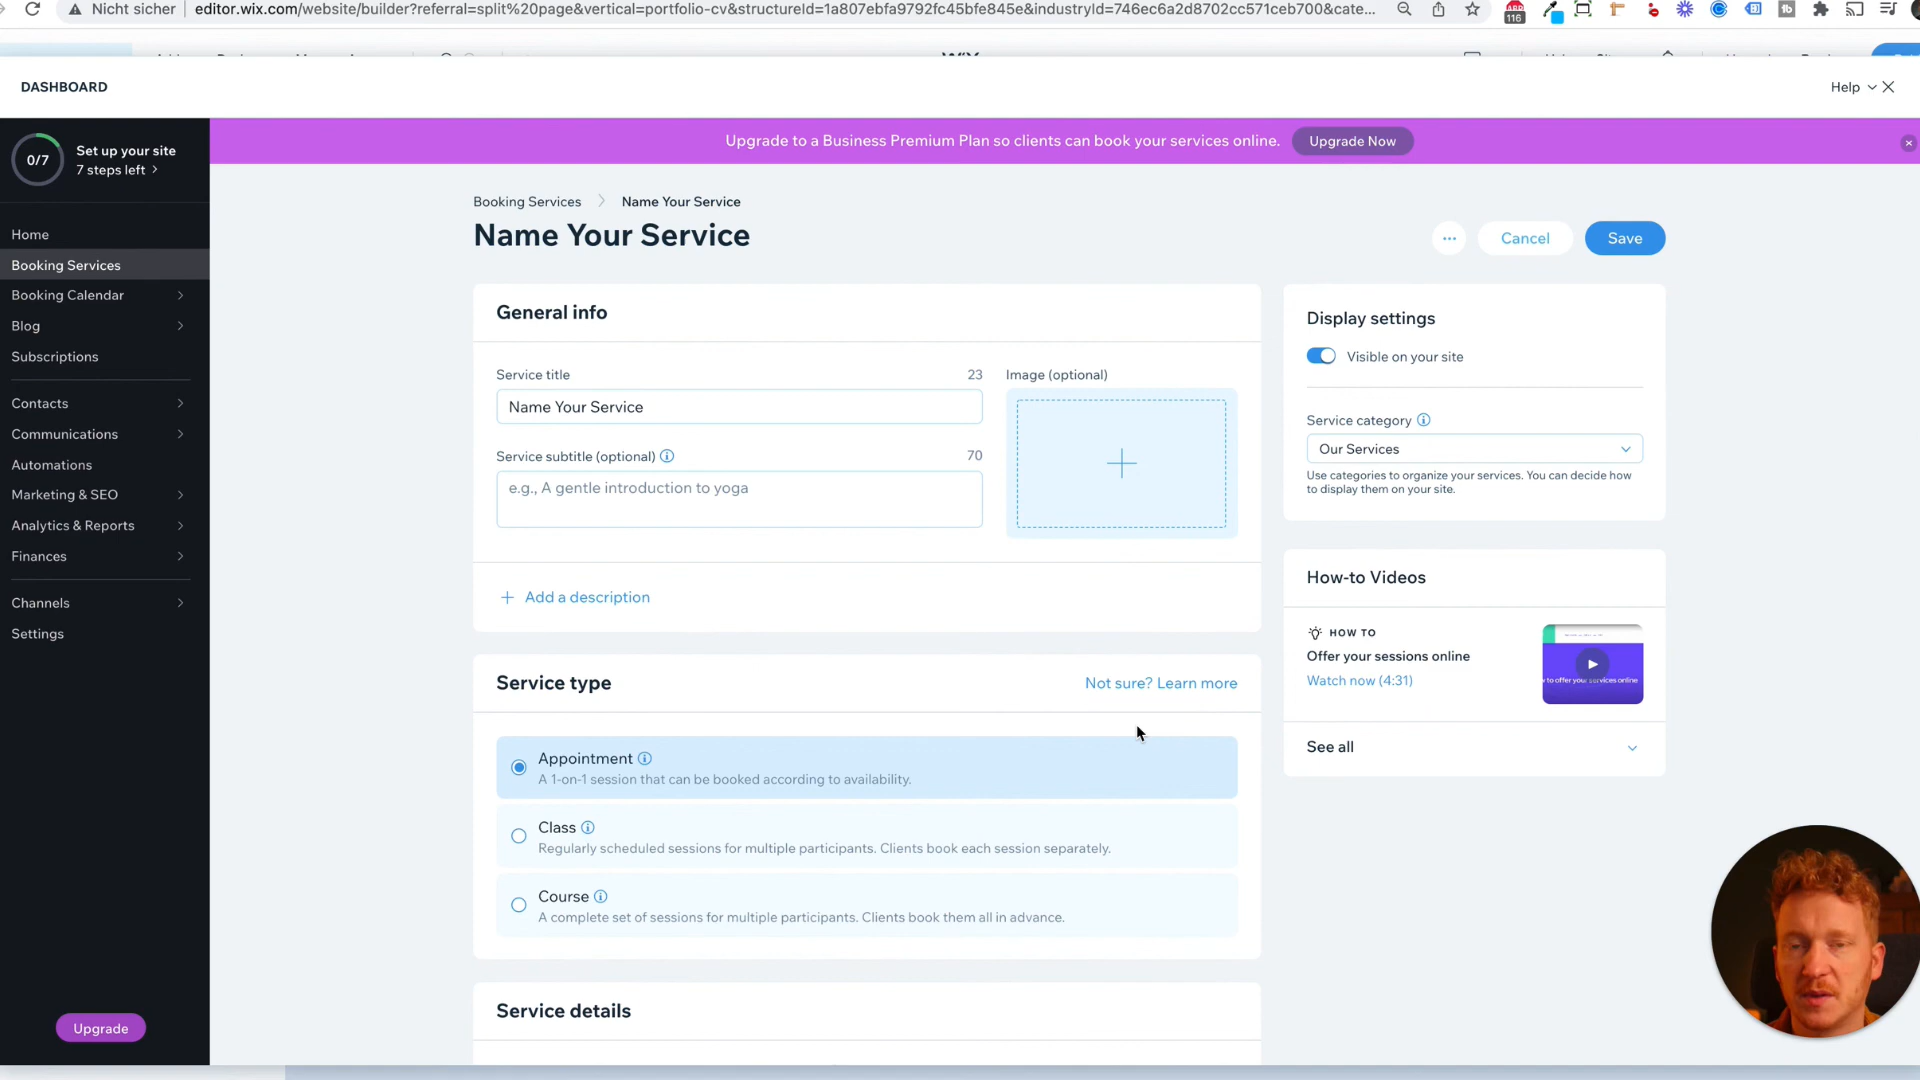 Nicht sicher
editor.wix.com/website/builder?referral=split%20page&vertical=portfolio-cv&structureId=1a807ebfa9792fc45bfe845e&industryId=746ec6a2d8702cc571ceb700&cate...
116
DASHBOARD
Help
0/7
Set up your site
7 steps left
Upgrade to a Business Premium Plan so clients can book your services online.
Upgrade Now
Home
Booking Services
Booking Calendar
Blog
Subscriptions
Contacts
Communications
Automations
Marketing & SEO
Analytics & Reports
Finances
Channels
Settings
Upgrade
Booking Services
Name Your Service
Name Your Service
Cancel
Save
General info
Service title
23
Name Your Service
Service subtitle (optional)
70
e.g., A gentle introduction to yoga
Image (optional)
Add a description
Service type
Not sure? Learn more
Appointment
A 1-on-1 session that can be booked according to availability.
Class
Regularly scheduled sessions for multiple participants. Clients book each session separately.
Course
A complete set of sessions for multiple participants. Clients book them all in advance.
Service details
Display settings
Visible on your site
Service category
Our Services
Use categories to organize your services. You can decide how
to display them on your site.
How-to Videos
HOW TO
Offer your sessions online
Watch now (4:31)
to offer your services online
See all